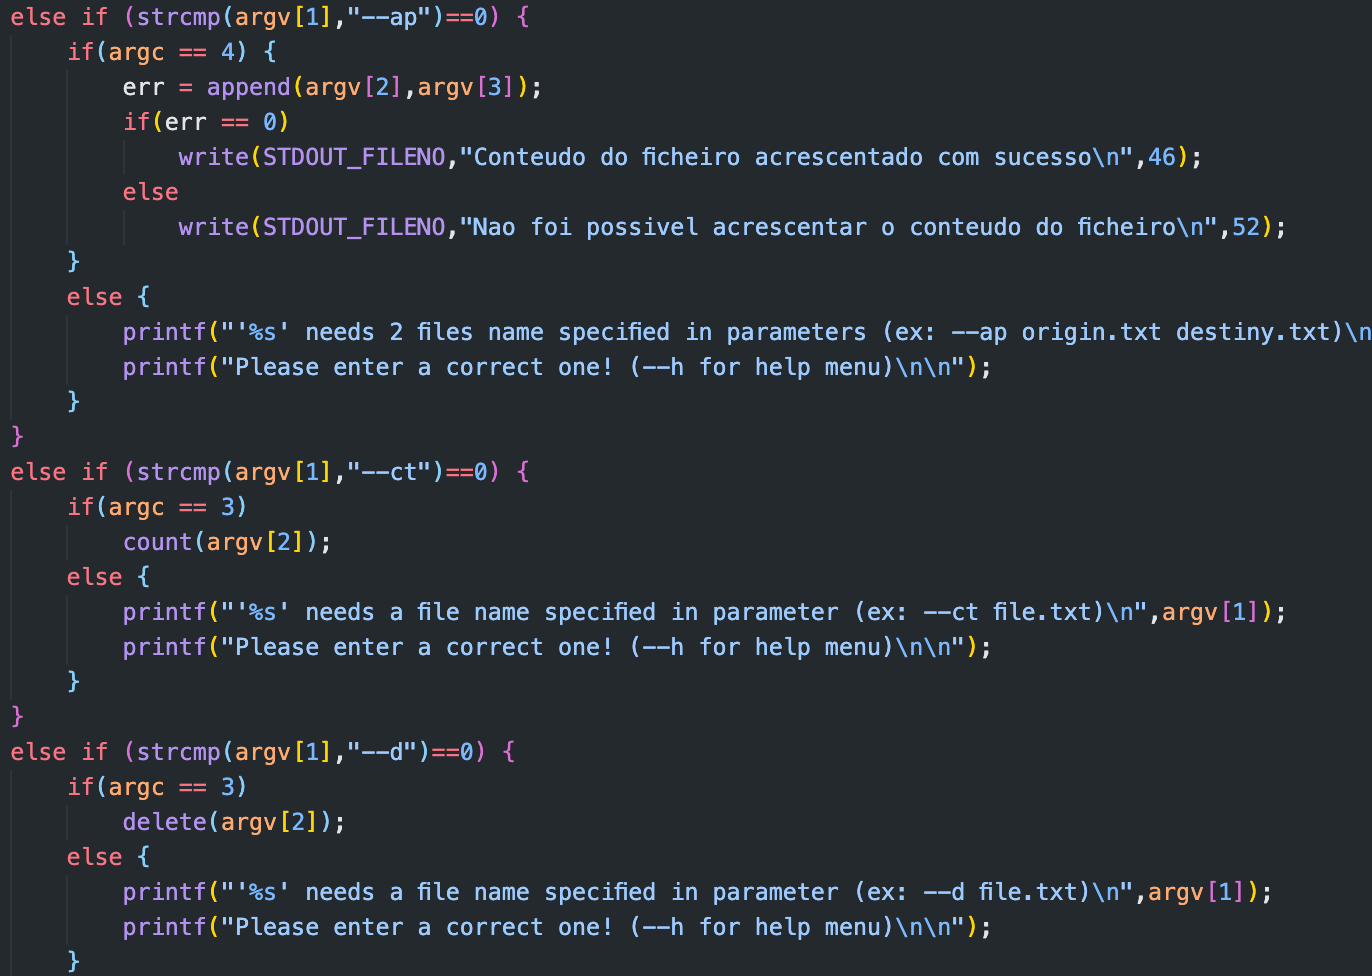 else if (strcmp(argv[1],"--ap")==0) {
if(argc == 4) {
err = append(argv[2],argv[3]);
if(err == 0)
write(STDOUT_FILENO,"Conteudo do ficheiro acrescentado com sucesso\n",46);
else
write(STDOUT_FILENO,"Nao foi possivel acrescentar o conteudo do ficheiro\n",52);
}
else {
printf("'%s' needs 2 files name specified in parameters (ex: --ap origin.txt destiny.txt)\n
printf("Please enter a correct one! (--h for help menu)\n\n");
}
}
else if (strcmp(argv[1],"--ct")==0) {
if(argc == 3)
count(argv[2]);
else {
printf("'%s' needs a file name specified in parameter (ex: --ct file.txt)\n",argv[1]);
printf("Please enter a correct one! (--h for help menu)\n\n");
}
}
else if (strcmp(argv[1],"--d")==0) {
if(argc == 3)
delete(argv[2]);
else {
printf("'%s' needs a file name specified in parameter (ex: --d file.txt)\n",argv[1]);
printf("Please enter a correct one! (--h for help menu)\n\n");
}